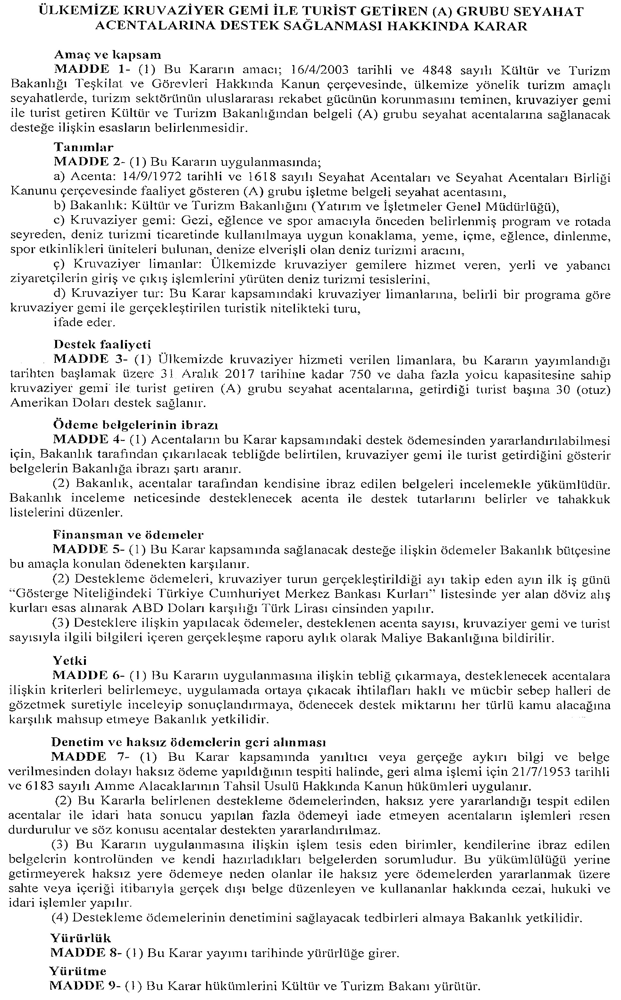 ÜLKEMİZE KRUVAZİYER GEMİ İLE TURİST GETİREN (A) GRUBU SEYAHAT
ACENTALARINA DESTEK SAĞLANMASI HAKKINDA KARAR
Amaç ve kapsam
MADDE 1- (1) Bu Kararın amacı; 16/4/2003 tarihli ve 4848 sayılı Kültür ve Turizm
Bakanlığı Teşkilat ve Görevleri Hakkında Kanun çerçevesinde, ülkemize yönelik turizm amaçlı
seyahatlerde, turizm sektörünün uluslararası rekabet gücünün korunmasını teminen, kruvaziyer gemi
ile turist getiren Kültür ve Turizm Bakanlığından belgeli (A) grubu seyahat acentalarına sağlanacak
desteğe ilişkin esasların belirlenmesidir.
Tanımlar
MADDE 2- (1) Bu Kararın uygulanmasında;
a) Acenta: 14/9/1972 tarihli ve 1618 sayılı Seyahat Acentaları ve Seyahat Acentaları Birliği
Kanunu çerçevesinde faaliyet gösteren (A) grubu işletme belgeli seyahat acentasını,
b) Bakanlık: Kültür ve Turizm Bakanlığını (Yatırım ve İşletmeler Genel Müdürlüğü),
c) Kruvaziyer gemi: Gezi, eğlence ve spor amacıyla önceden belirlenmiş program ve rotada
seyreden, deniz turizmi ticaretinde kullanılmaya uygun konaklama, yeme, içme, eğlence, dinlenme,
spor etkinlikleri üniteleri bulunan, denize elverişli olan deniz turizmi aracını,
ç) Kruvaziyer limanlar: Ülkemizde kruvaziyer gemilere hizmet veren, yerli ve yabancı
ziyaretçilerin giriş ve çıkış işlemlerini yürüten deniz turizmi tesislerini,
d) Kruvaziyer tur: Bu Karar kapsamındaki kruvaziyer limanlarına, belirli bir programa göre
kruvaziyer gemi ile gerçekleştirilen turistik nitelikteki turu,
ifade eder.
Destek faaliyeti
MADDE 3- (1) Ülkemizde kruvaziyer hizmeti verilen limanlara, bu Kararın yayımlandığı
tarihten başlamak üzere 31 Aralık 2017 tarihine kadar 750 ve daha fazla yolcu kapasitesine sahip
kruvaziyer gemi ile turist getiren (A) grubu seyahat acentalarına, getirdiği turist başına 30 (otuz)
Amerikan Doları destek sağlanır.
Ödeme belgelerinin ibrazı
MADDE 4- (1) Acentaların bu Karar kapsamındaki destek ödemesinden yararlandırılabilmesi
için, Bakanlık tarafından çıkarılacak tebliğde belirtilen, kruvaziyer gemi ile turist getirdiğini gösterir
belgelerin Bakanlığa ibrazı şartı aranır.
(2) Bakanlık, acentalar tarafından kendisine ibraz edilen belgeleri incelemekle yükümlüdür.
Bakanlık inceleme neticesinde desteklenecek acenta ile destek tutarlarını belirler ve tahakkuk
listelerini düzenler.
Finansman ve ödemeler
MADDE 5- (1) Bu Karar kapsamında sağlanacak desteğe ilişkin ödemeler Bakanlık bütçesine
bu amaçla konulan ödenekten karşılanır.
(2) Destekleme ödemeleri, kruvaziyer turun gerçekleştirildiği ayı takip eden ayın ilk iş günü
“Gösterge Niteliğindeki Türkiye Cumhuriyet Merkez Bankası Kurları” listesinde yer alan döviz alış
kurları esas alınarak ABD Doları karşılığı Türk Lirası cinsinden yapılır.
(3) Desteklere ilişkin yapılacak ödemeler, desteklenen acenta sayısı, kruvaziyer gemi ve turist
sayısıyla ilgili bilgileri içeren gerçekleşme raporu aylık olarak Maliye Bakanlığına bildirilir.
Yetki
MADDE 6- (1) Bu Kararın uygulanmasına ilişkin tebliğ çıkarmaya, desteklenecek acentalara
ilişkin kriterleri belirlemeye, uygulamada ortaya çıkacak ihtilafları haklı ve mücbir sebep halleri de
gözetmek suretiyle inceleyip sonuçlandırmaya, ödenecek destek miktarını her türlü kamu alacağına
karşılık mahsup etmeye Bakanlık yetkilidir.
Denetim ve haksız ödemelerin geri alınması
MADDE 7- (1) Bu Karar kapsamında yanıltıcı veya gerçeğe aykırı bilgi ve belge
verilmesinden dolayı haksız ödeme yapıldığının tespiti halinde, geri alma işlemi için 21/7/1953 tarihli
ve 6183 sayılı Amme Alacaklarının Tahsil Usulü Hakkında Kanun hükümleri uygulanır.
(2) Bu Kararla belirlenen destekleme ödemelerinden, haksız yere yararlandığı tespit edilen
acentalar ile idari hata sonucu yapılan fazla ödemeyi iade etmeyen acentaların işlemleri resen
durdurulur ve söz konusu acentalar destekten yararlandırılmaz.
(3) Bu Kararın uygulanmasına ilişkin işlem tesis eden birimler, kendilerine ibraz edilen
belgelerin kontrolünden ve kendi hazırladıkları belgelerden sorumludur. Bu yükümlülüğü yerine
getirmeyerek haksız yere ödemeye neden olanlar ile haksız yere ödemelerden yararlanmak üzere
sahte veya içeriği itibarıyla gerçek dışı belge düzenleyen ve kullananlar hakkında cezai, hukuki ve
idari işlemler yapılır.
(4) Destekleme ödemelerinin denetimini sağlayacak tedbirleri almaya Bakanlık yetkilidir.
Yürürlük
MADDE 8- (1) Bu Karar yayımı tarihinde yürürlüğe girer.
Yürütme
MADDE 9- (1) Bu Karar hükümlerini Kültür ve Turizm Bakanı yürütür.